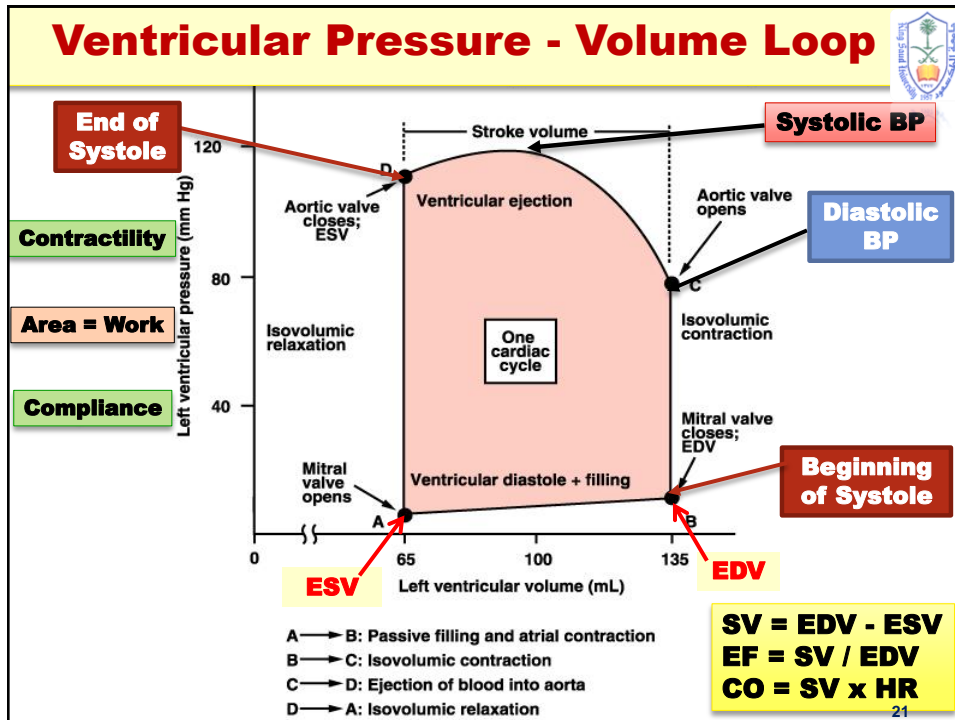 Ventricular Pressure - Volume Loop
King Saud University
1957
End of
Systole
Stroke volume
Systolic BP
120
D
Ventricular ejection
Aortic valve
closes;
ESV
Aortic valve
opens
Diastolic
BP
Contractility
Left ventricular pressure (mm Hg)
80
C
Area = Work
Isovolumic
relaxation
One
cardiac
cycle
Isovolumic
contraction
Compliance
40
Mitral valve
closes;
EDV
Mitral
valve
opens
Ventricular diastole + filling
Beginning
of Systole
A
B
0
65
100
135
ESV
Left ventricular volume (mL)
EDV
A → B: Passive filling and atrial contraction
B → C: Isovolumic contraction
C → D: Ejection of blood into aorta
D → A: Isovolumic relaxation
SV = EDV - ESV
EF = SV / EDV
CO = SV x HR
21